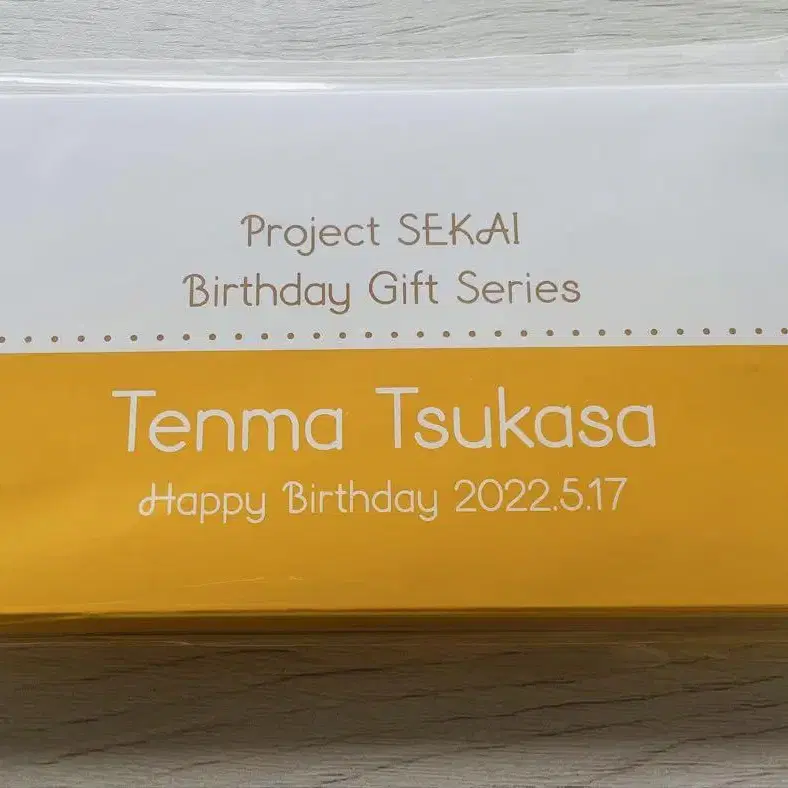 Project SEKAI
Birthday Gift Series
Tenma Tsukasa
Happy Birthday 2022.5.17